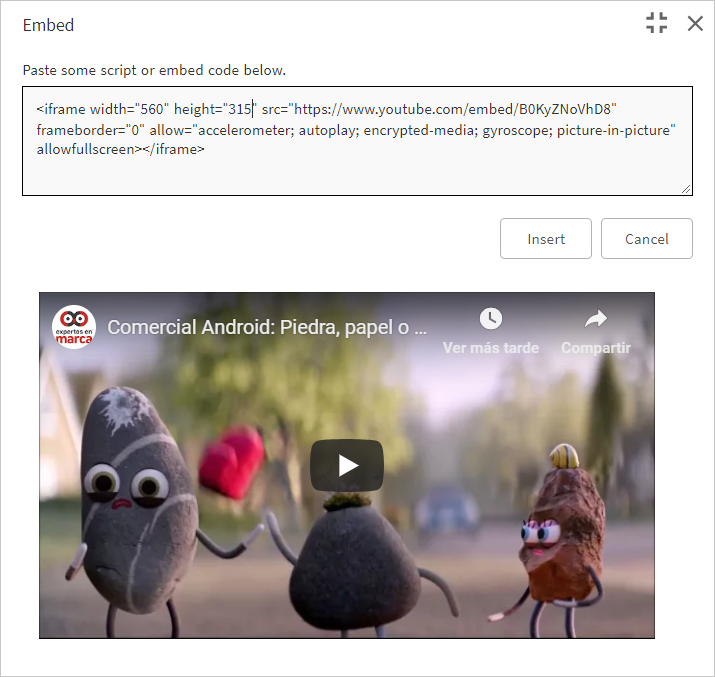 Embed
Paste some script or embed code below.
<iframe width="560" height="315" src="https://www.youtube.com/embed/B0KyZNoVhD8"
frameborder="0" allow="accelerometer; autoplay; encrypted-media; gyroscope; picture-in-picture"
allowfullscreen></iframe>
Insert
Cancel
expertos en
marca
Comercial Android: Piedra, papel o ...
Ver más tarde
Compartir